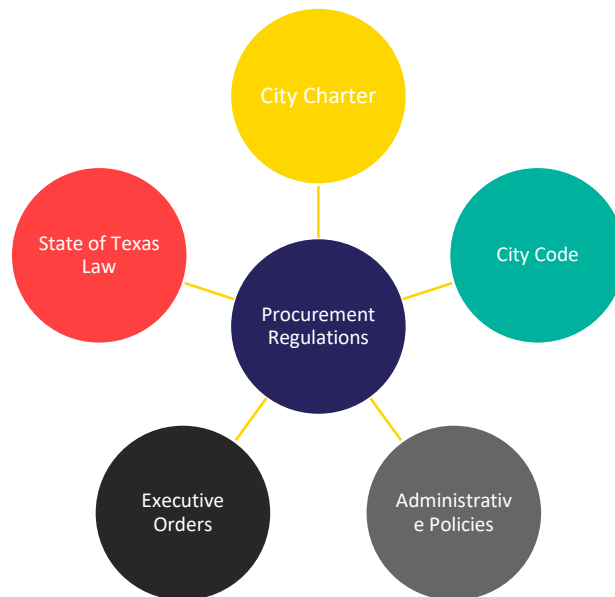 City Charter
State of Texas
Law
City Code
Procurement
Regulations
Executive
Orders
Administrativ
e Policies